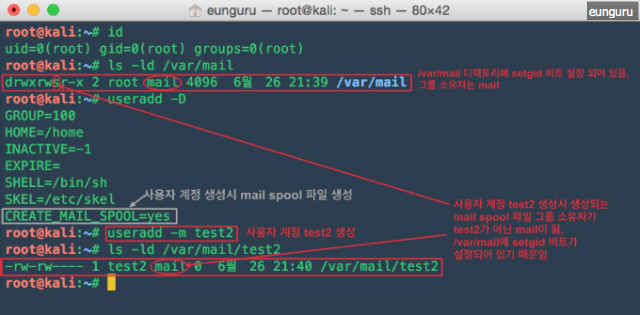 eunguru — root@kali: ~ — ssh — 80×42
eunguru
root@kali:~# id
uid=0(root) gid=0(root) groups=0(root)
root@kali:~# ls -ld /var/mail
drwxrwsr-x 2 root mail 4096  6월  26 21:39 /var/mail
/var/mail 디렉토리에 setgid 비트 설정 되어 있음,
그룹 소유자는 mail
root@kali:~# useradd -D
GROUP=100
HOME=/home
INACTIVE=-1
EXPIRE=
SHELL=/bin/sh
SKEL=/etc/skel
사용자 계정 생성시 mail spool 파일 생성
CREATE_MAIL_SPOOL=yes
root@kali:~# useradd -m test2
사용자 계정 test2 생성
사용자 계정 test2 생성시 생성되는
mail spool 파일 그룹 소유자가
test2가 아닌 mail이 됨,
/var/mail에 setgid 비트가
설정되어 있기 때문임
root@kali:~# ls -ld /var/mail/test2
-rw-rw---- 1 test2 mail 0  6월  26 21:40 /var/mail/test2
root@kali:~#